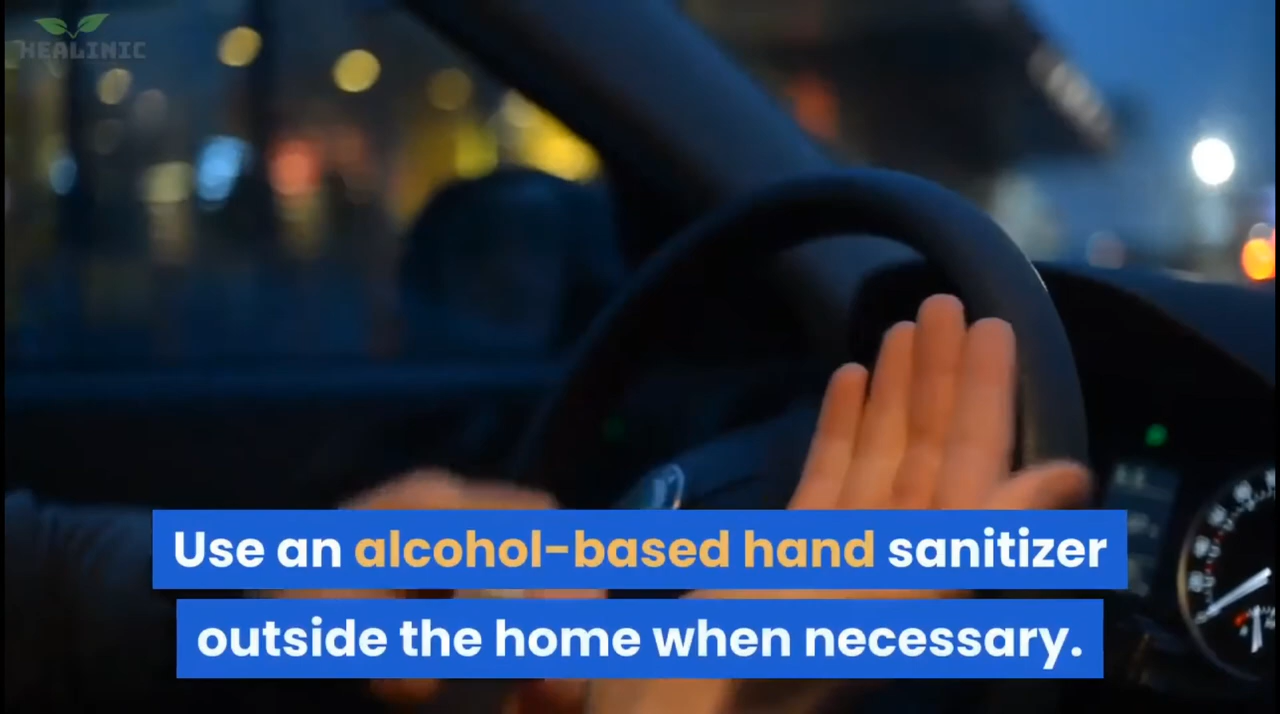 HEALINIC
Use an alcohol-based hand sanitizer
outside the home when necessary.